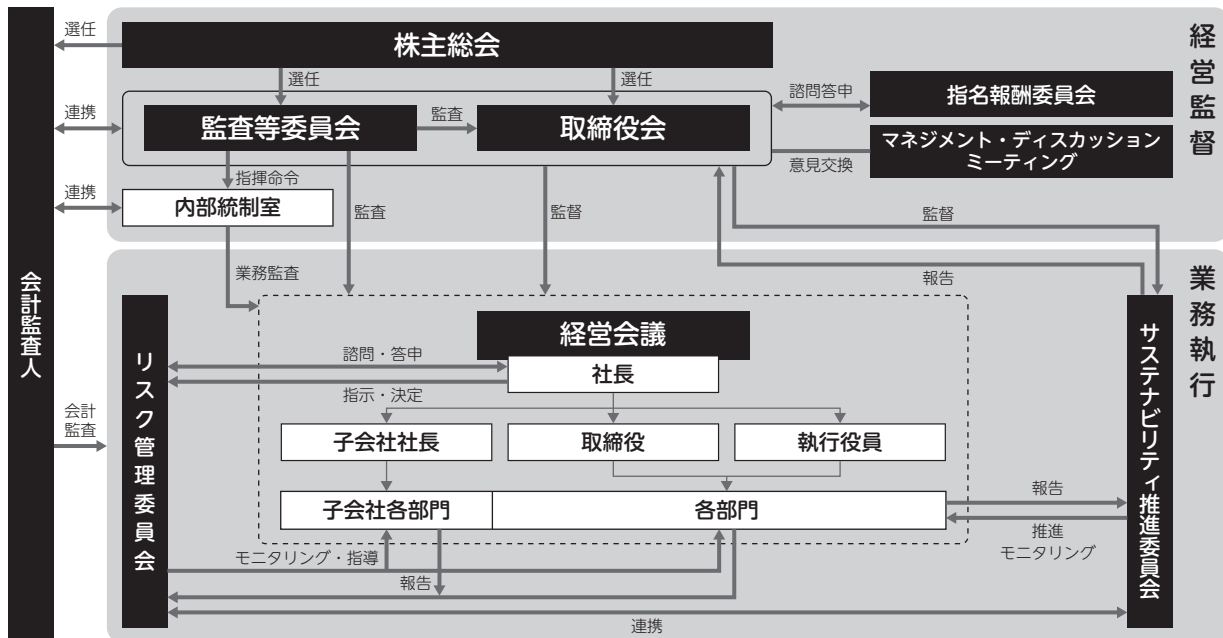 選任
株主総会
経営監督
選任
選任
諮問答申
指名報酬委員会
連携
監査等委員会
監査
取締役会
マネジメント・ディスカッション
ミーティング
意見交換
指揮命令
連携
内部統制室
監査
監督
監督
会計監査人
業務監査
報告
業務執行
リスク管理委員会
経営会議
サステナビリティ推進委員会
諮問・答申
社長
指示・決定
会計
監査
子会社社長
取締役
執行役員
報告
子会社各部門
各部門
推進
モニタリング
モニタリング・指導
報告
連携